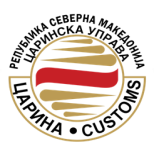 РЕПУБЛИКА СЕВЕРНА МАКЕДОНИЈА
ЦАРИНСКА УПРАВА
ЦАРИНА • CUSTOMS